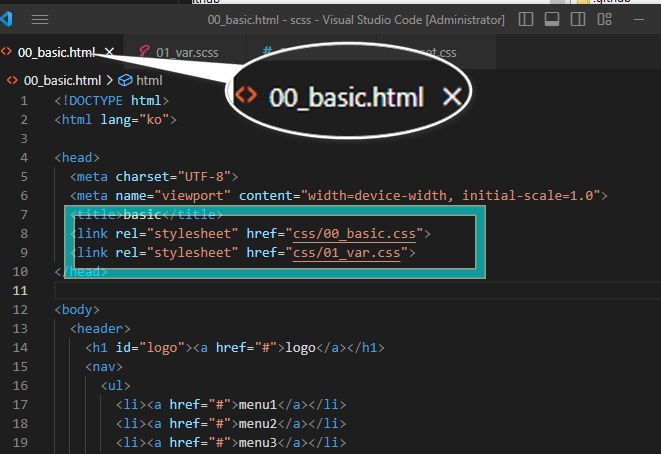 00_basic.html - scss - Visual Studio Code [Administrator]
00_basic.html × 01_var.scss # set.css
00_basic.html ×
<> 00_basic.html > html
1 <!DOCTYPE html>
2 <html lang="ko">
3
4 <head>
5 <meta charset="UTF-8">
6 <meta name="viewport" content="width=device-width, initial-scale=1.0">
7 <title>basic</title>
8 <link rel="stylesheet" href="css/00_basic.css">
9 <link rel="stylesheet" href="css/01_var.css">
10 </head>
11
12 <body>
13 <header>
14 <h1 id="logo"><a href="#">logo</a></h1>
15 <nav>
16 <ul>
17 <li><a href="#">menu1</a></li>
18 <li><a href="#">menu2</a></li>
19 <li><a href="#">menu3</a></li>